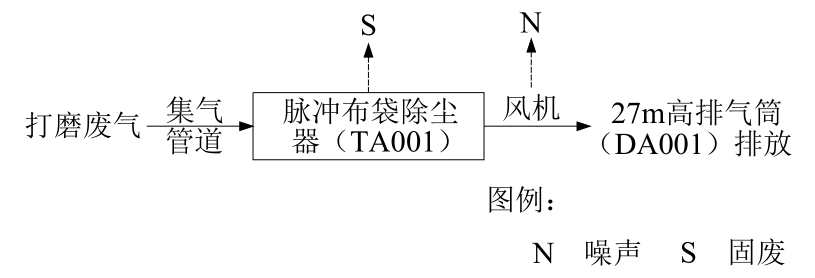 S
N
打磨废气
集气
管道
脉冲布袋除尘
器（TA001）
风机
27m高排气筒
（DA001）排放
图例：
N 噪声 S 固废